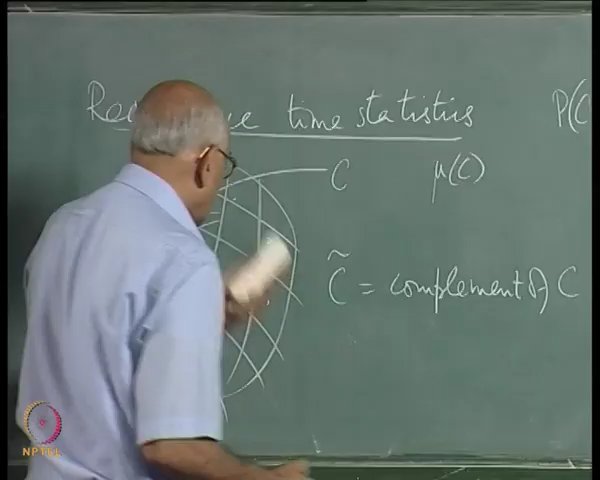 time statistics P(C
C μ(C)
C̃ = complement of C
NPTEL